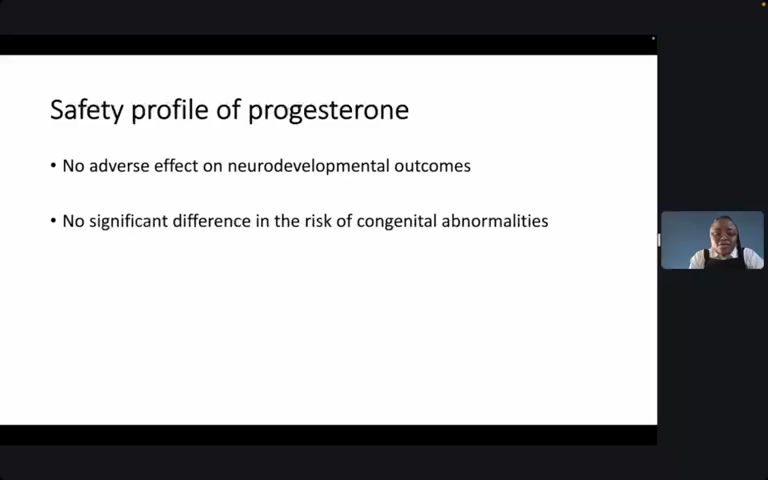 Safety profile of progesterone
• No adverse effect on neurodevelopmental outcomes
• No significant difference in the risk of congenital abnormalities